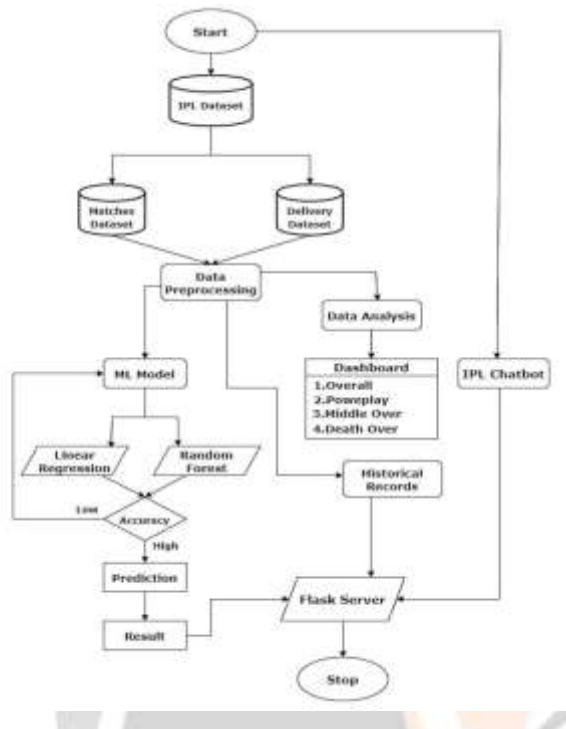 Start
IPL Dataset
Matches
Dataset
Delivery
Dataset
Data
Preprocessing
Data Analysis
ML Model
Dashboard
1.Overall
2.Poweplay
3.Middle Over
4.Death Over
IPL Chatbot
Linear
Regression
Random
Forest
Historical
Records
Low
Accuracy
High
Prediction
Flask Server
Result
Stop